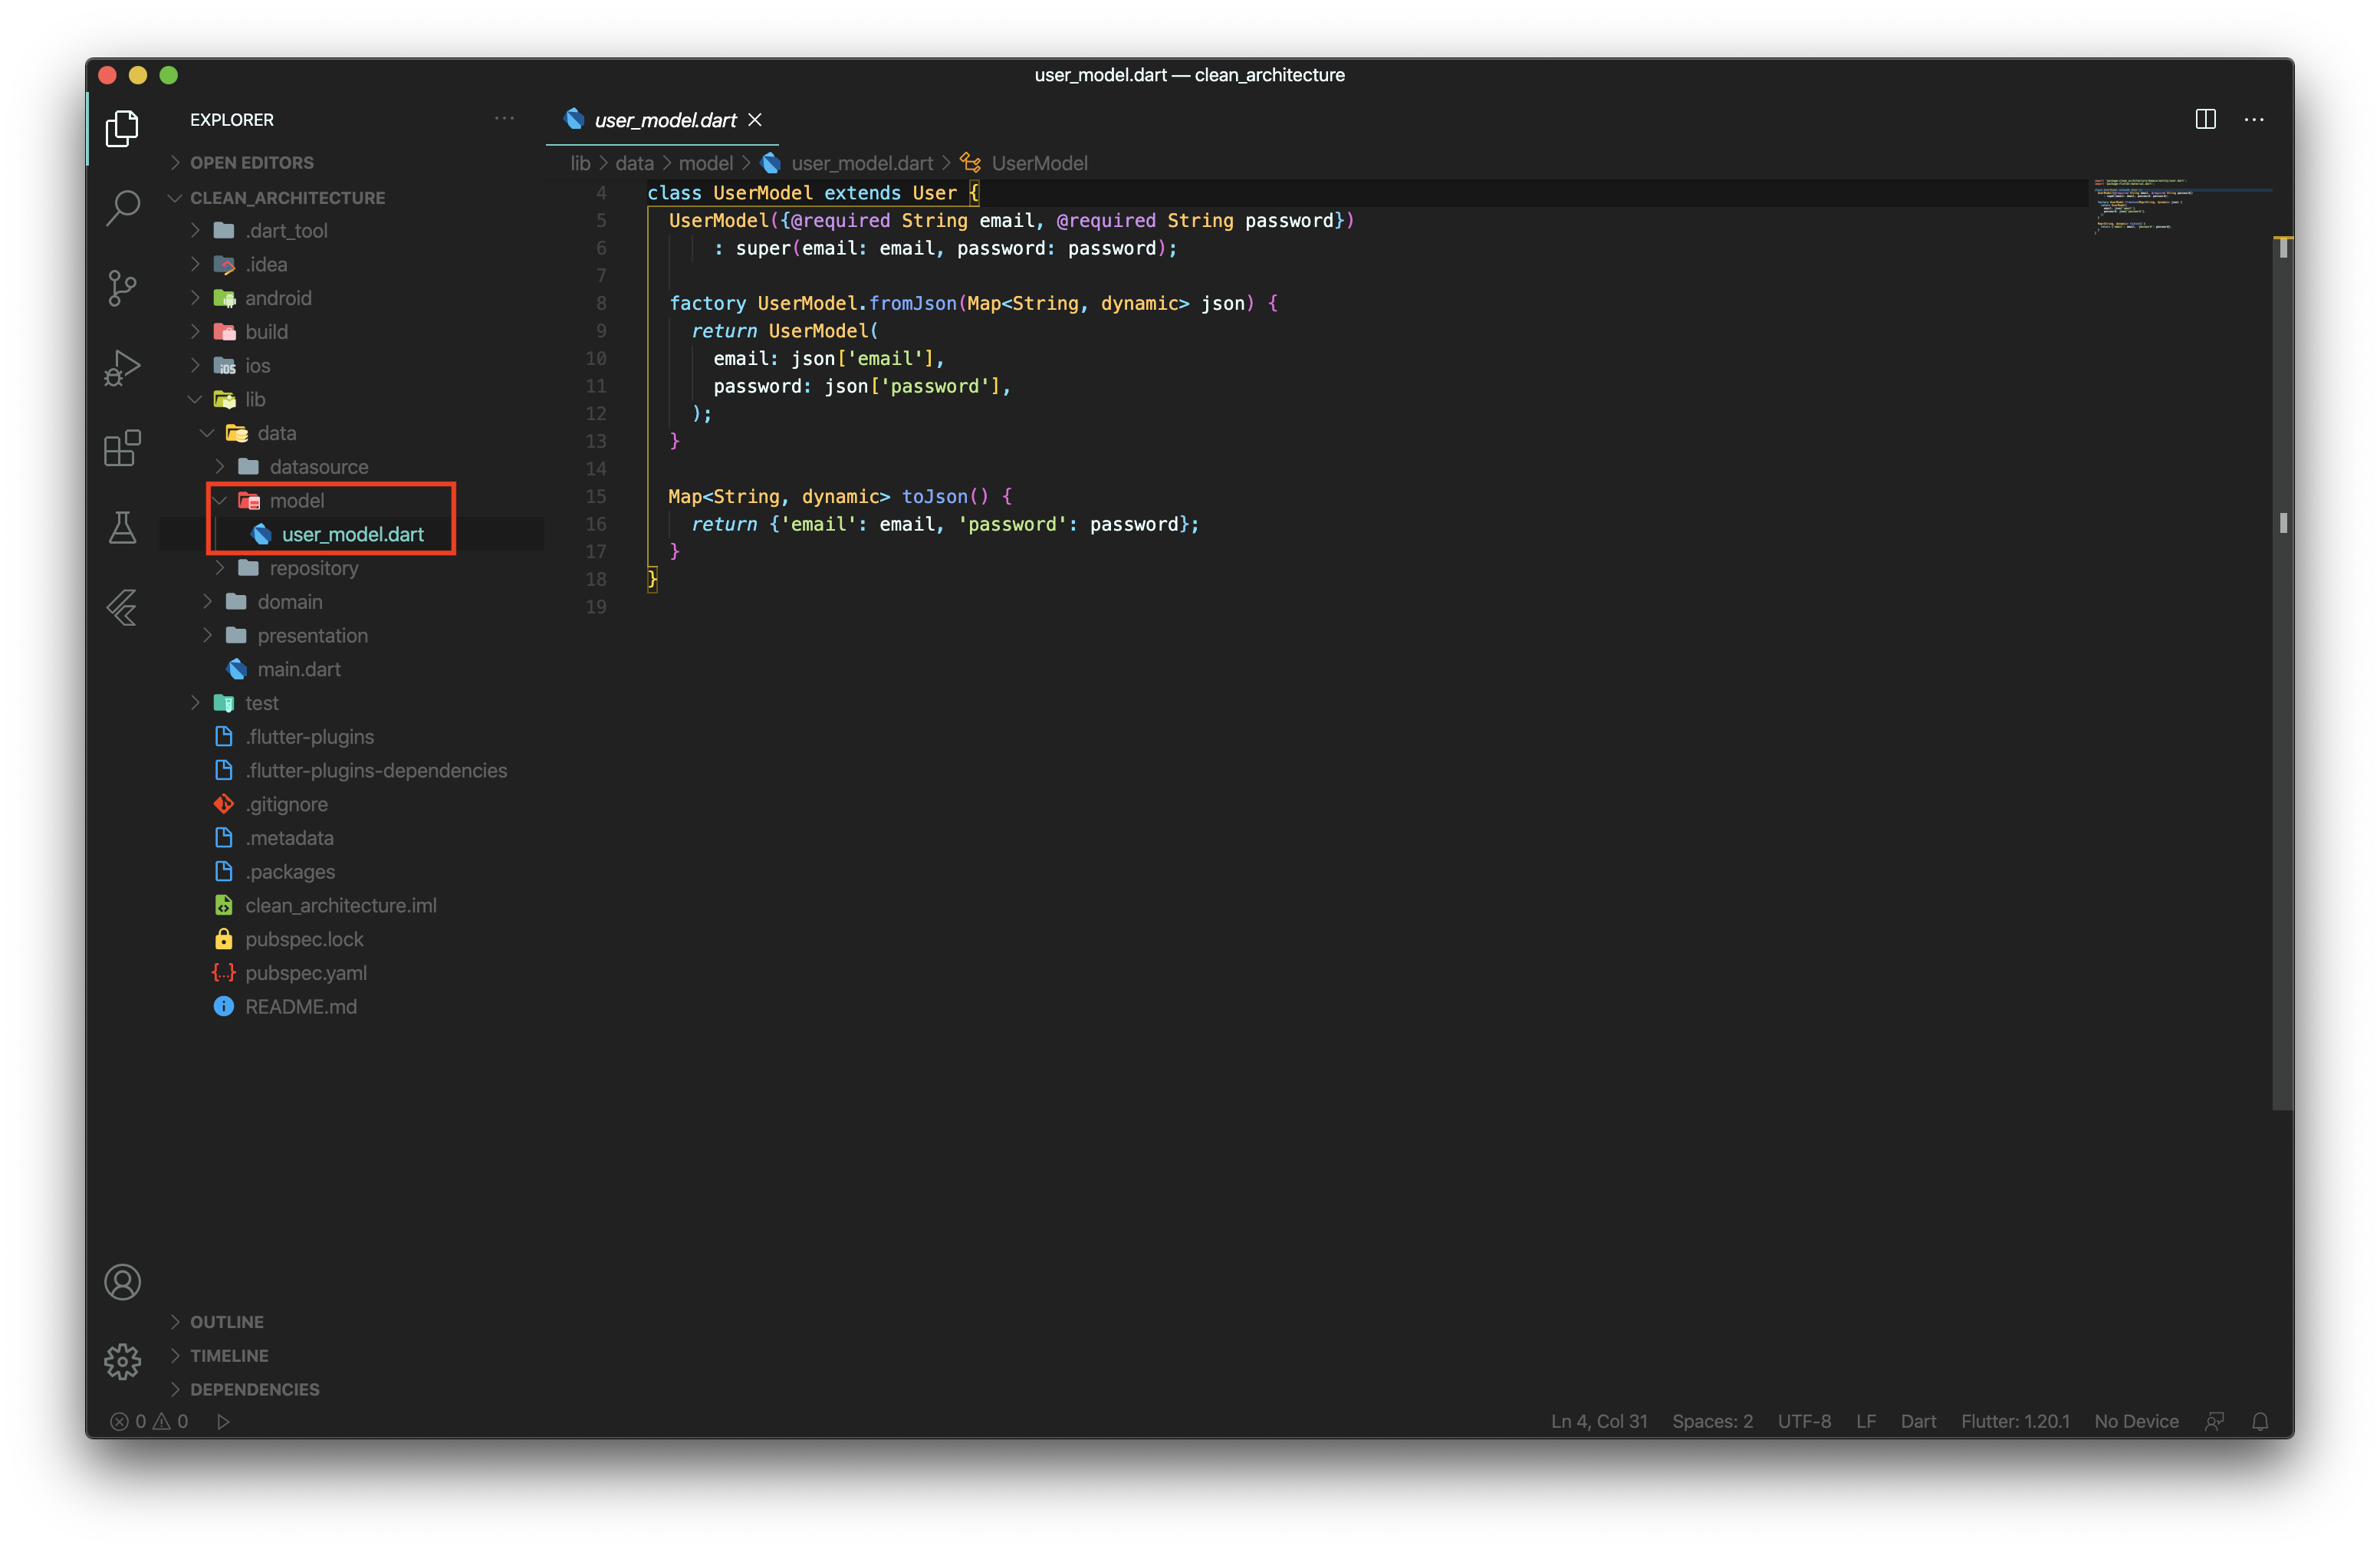 user_model.dart — clean_architecture
EXPLORER
OPEN EDITORS
CLEAN_ARCHITECTURE
.dart_tool
.idea
android
build
ios
lib
data
datasource
model
user_model.dart
repository
domain
presentation
main.dart
test
.flutter-plugins
.flutter-plugins-dependencies
.gitignore
.metadata
.packages
clean_architecture.iml
pubspec.lock
pubspec.yaml
README.md
OUTLINE
TIMELINE
DEPENDENCIES
user_model.dart
lib > data > model > user_model.dart > UserModel
4 class UserModel extends User {
5 UserModel({@required String email, @required String password})
6 : super(email: email, password: password);
7
8 factory UserModel.fromJson(Map<String, dynamic> json) {
9 return UserModel(
10 email: json['email'],
11 password: json['password'],
12 );
13 }
14
15 Map<String, dynamic> toJson() {
16 return {'email': email, 'password': password};
17 }
18 }
19
0 0 Ln 4, Col 31 Spaces: 2 UTF-8 LF Dart Flutter: 1.20.1 No Device